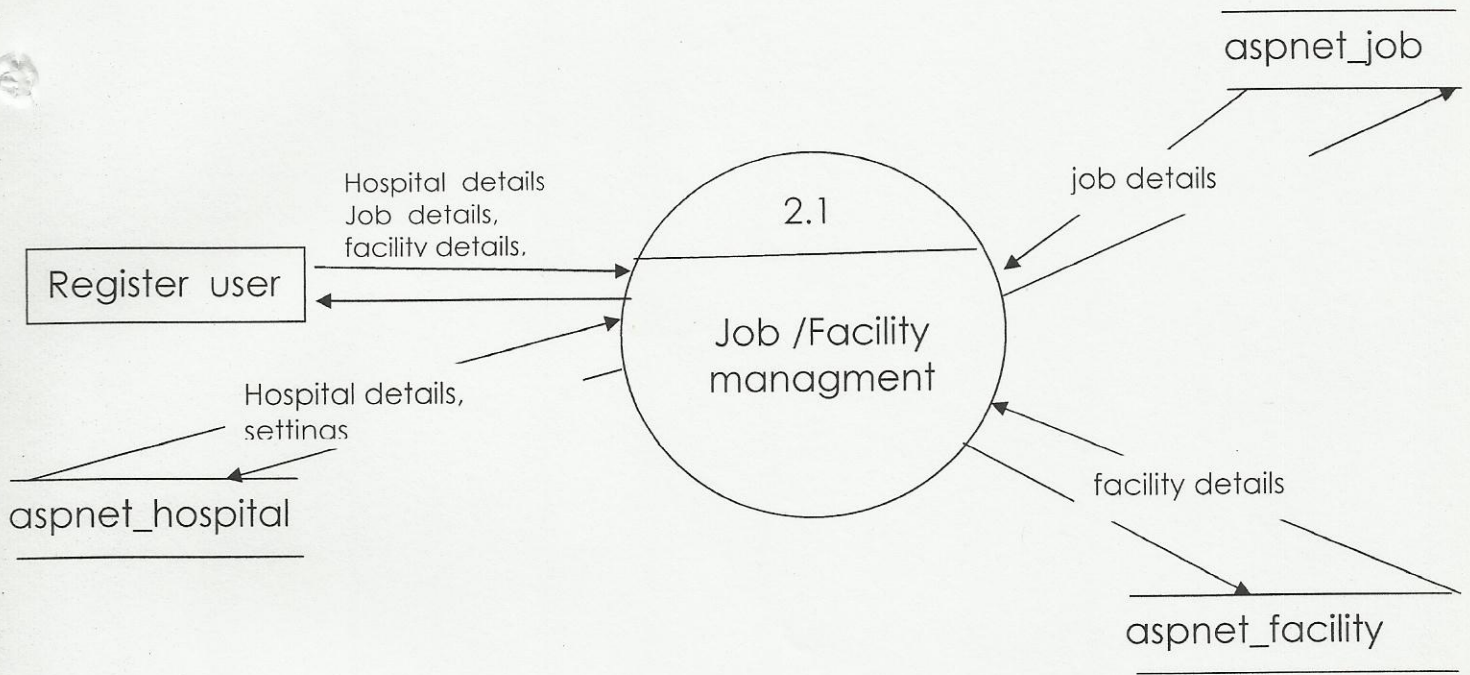 aspnet_job
Hospital details
Job details,
facility details,
2.1
job details
Register user
Job /Facility
managment
Hospital details,
settings
facility details
aspnet_hospital
aspnet_facility